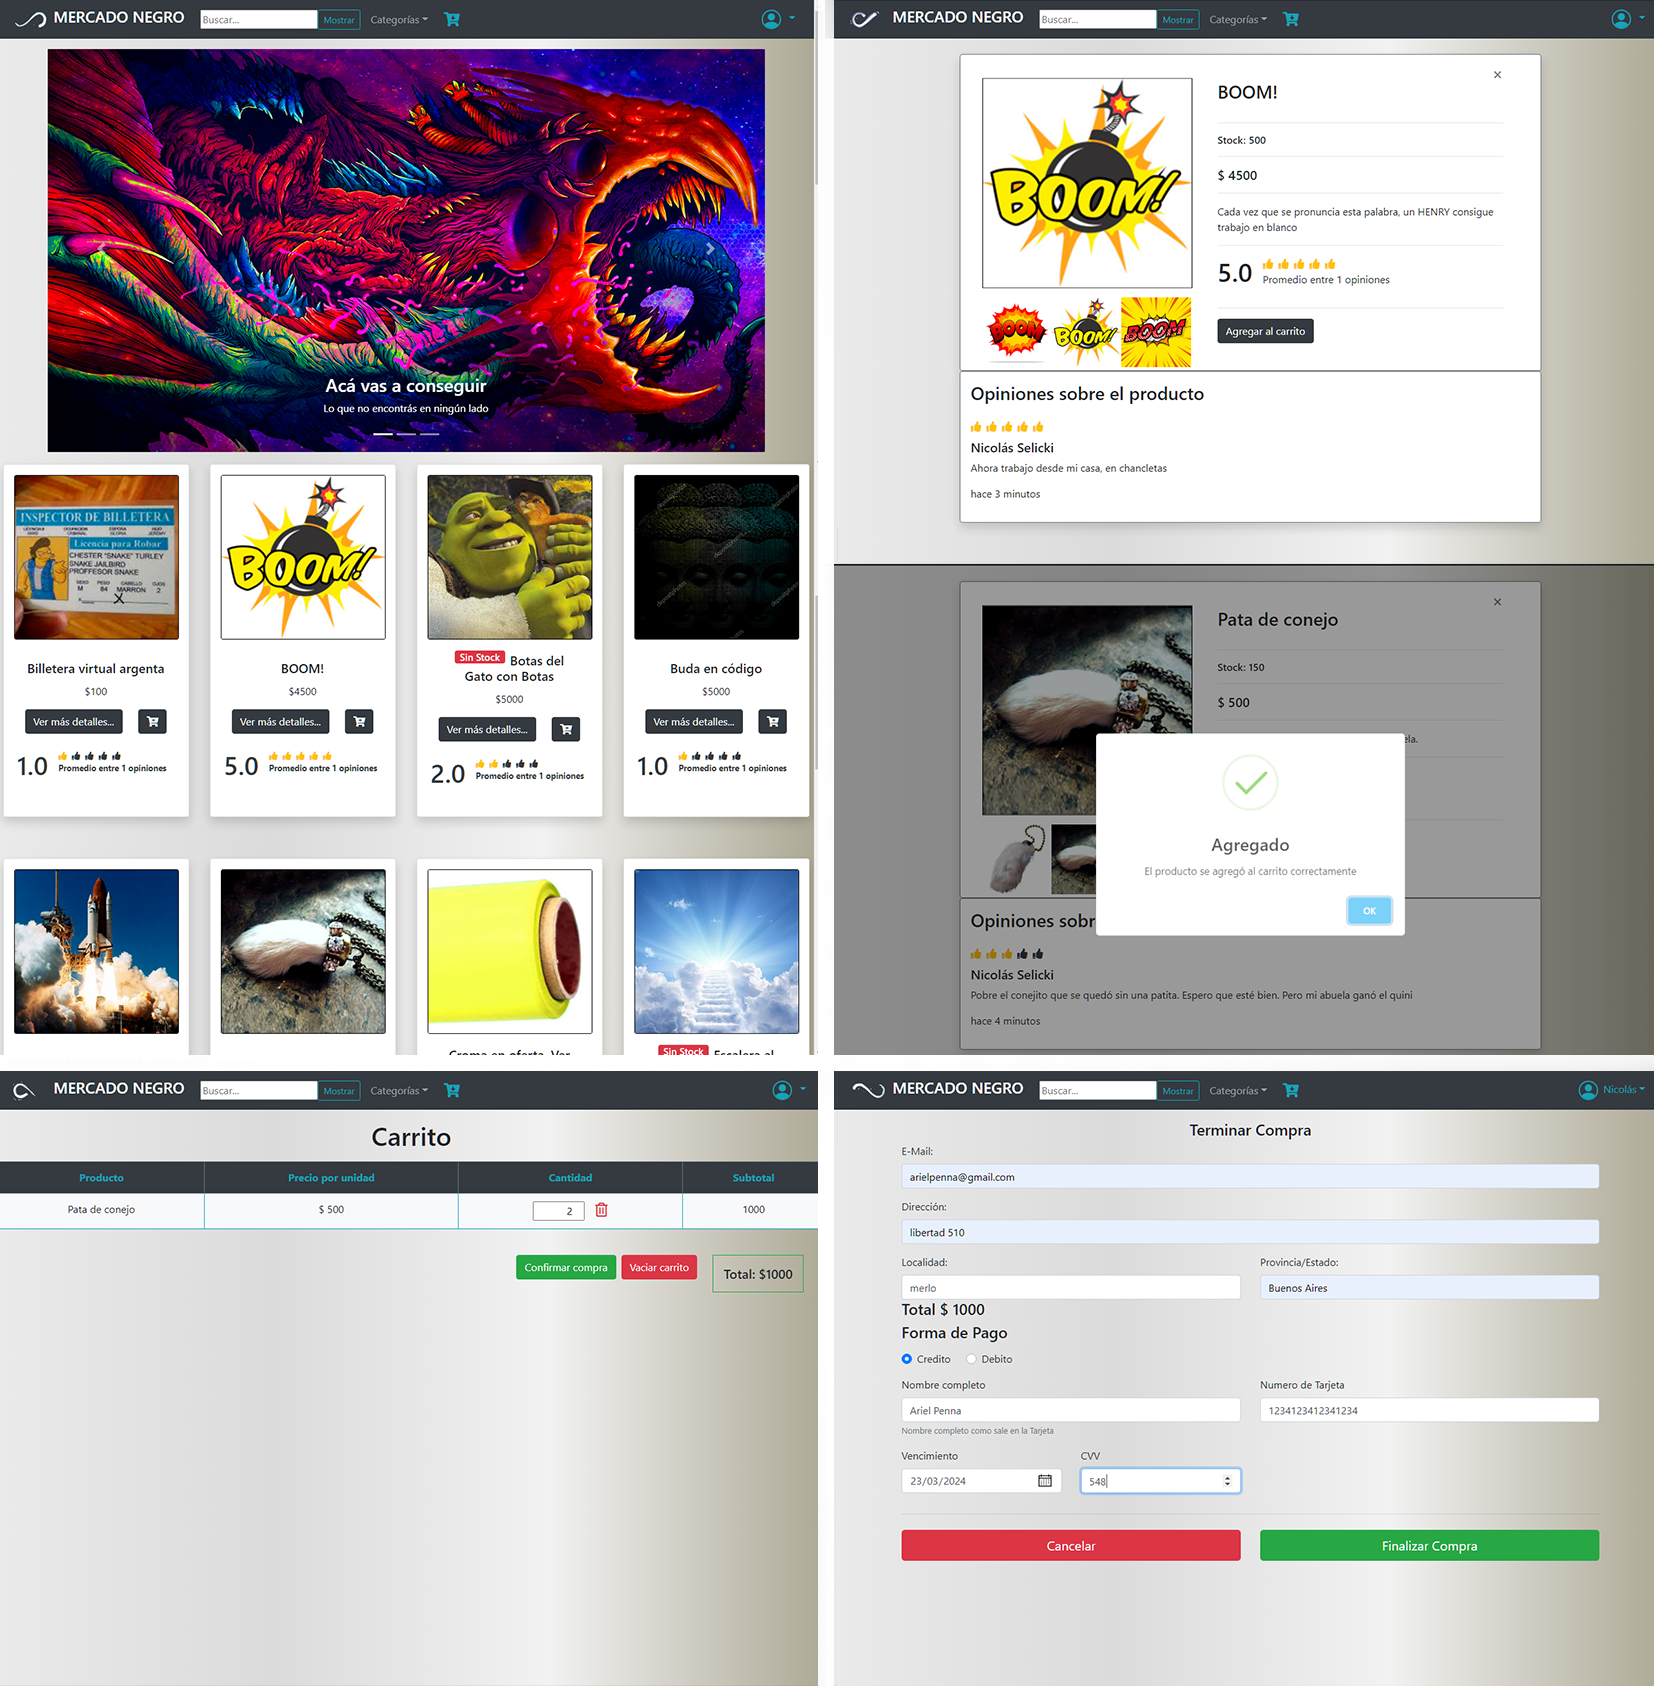 MERCADO NEGRO
Buscar...
Mostrar
Categorías
Acá vas a conseguir
Lo que no encontrás en ningún lado
INSPECTOR DE BILLETERA
Licencia para Robar
CHESTER "SNAKE" TURLEY
SNAKE JAILBIRD
PROFFESOR SNAKE
SEXO PESO CABELLO OJOS
M 84 MARRON 2
X
BOOM!
Billetera virtual argenta
$100
Ver más detalles...
1.0
Promedio entre 1 opiniones
BOOM!
$4500
Ver más detalles...
5.0
Promedio entre 1 opiniones
Sin Stock Botas del
Gato con Botas
$5000
Ver más detalles...
2.0
Promedio entre 1 opiniones
Buda en código
$5000
Ver más detalles...
1.0
Promedio entre 1 opiniones
Croma en oferta. Ver
Sin Stock Escalera al
MERCADO NEGRO
Buscar...
Mostrar
Categorías
BOOM!
BOOM!
BOOM!
BOOM
×
BOOM!
Stock: 500
$ 4500
Cada vez que se pronuncia esta palabra, un HENRY consigue
trabajo en blanco
5.0
Promedio entre 1 opiniones
Agregar al carrito
Opiniones sobre el producto
Nicolás Selicki
Ahora trabajo desde mi casa, en chancletas
hace 3 minutos
×
Pata de conejo
Stock: 150
$ 500
ela.
Agregado
El producto se agregó al carrito correctamente
OK
Opiniones sobr
Nicolás Selicki
Pobre el conejito que se quedó sin una patita. Espero que esté bien. Pero mi abuela ganó el quini
hace 4 minutos
MERCADO NEGRO
Buscar...
Mostrar
Categorías
Carrito
Producto Precio por unidad Cantidad Subtotal
Pata de conejo $ 500 2 1000
Confirmar compra Vaciar carrito Total: $1000
MERCADO NEGRO
Buscar...
Mostrar
Categorías
Nicolás
Terminar Compra
E-Mail:
arielpenna@gmail.com
Dirección:
libertad 510
Localidad: Provincia/Estado:
merlo Buenos Aires
Total $ 1000
Forma de Pago
Credito Debito
Nombre completo Numero de Tarjeta
Ariel Penna 1234123412341234
Nombre completo como sale en la Tarjeta
Vencimiento CVV
23/03/2024 548
Cancelar Finalizar Compra